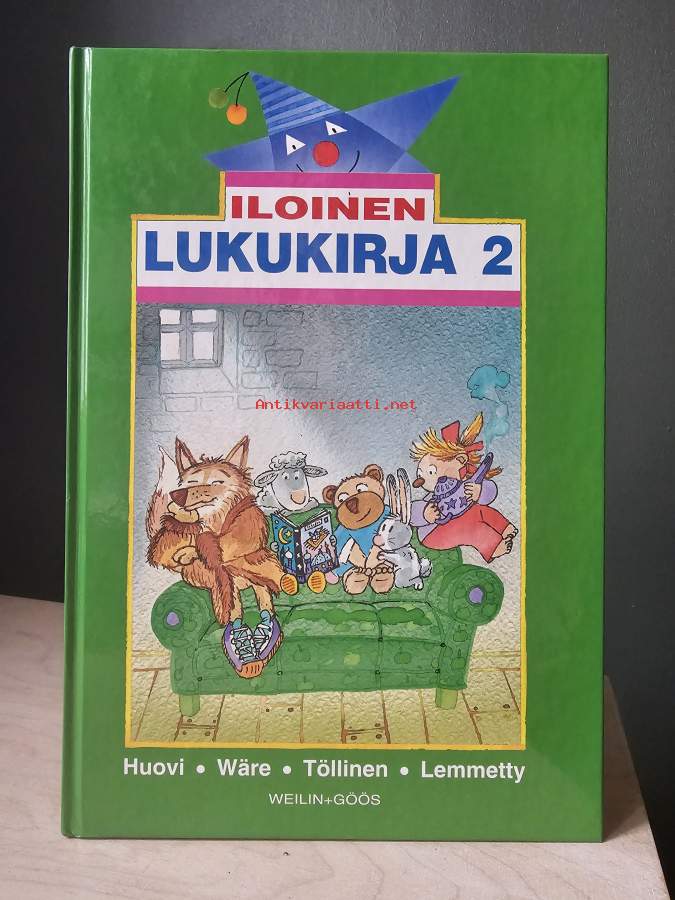 ILOINEN
LUKUKIRJA 2
Antikvariaatti.net
Huovi • Wäre • Töllinen • Lemmetty
WEILIN+GÖÖS